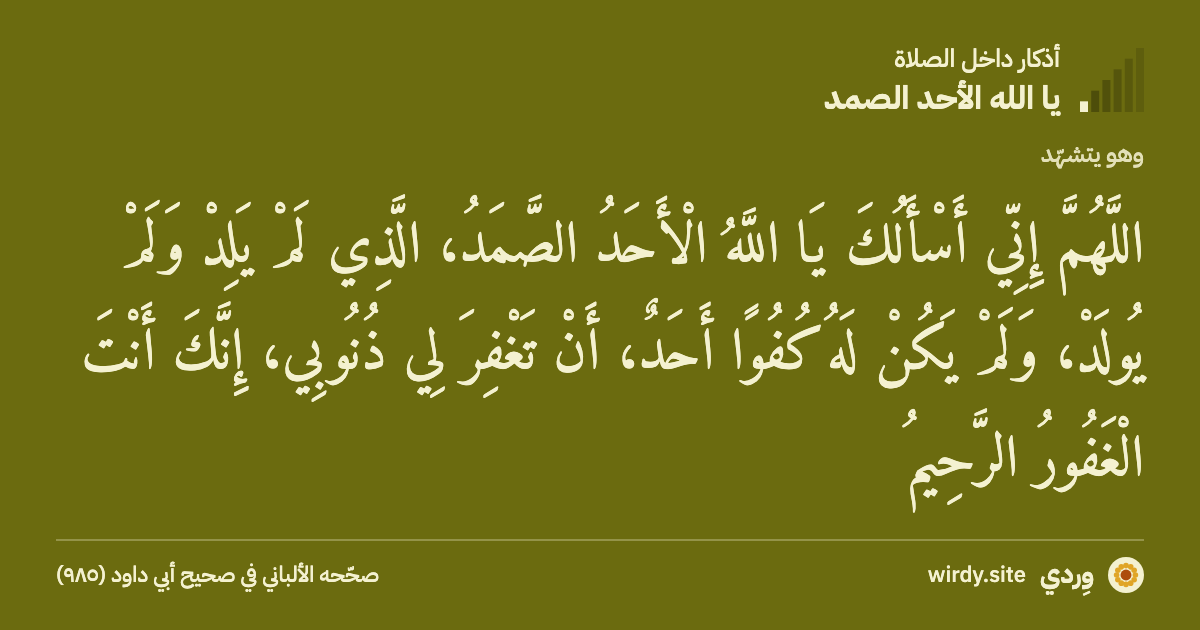 أذكار داخل الصلاة
يا الله الأحد الصمد
وهو يتشهّد
اللَّهُمَّ إِنِّي أَسْأَلُكَ يَا اللَّهُ الْأَحَدُ الصَّمَدُ، الَّذِي لَمْ يَلِدْ وَلَمْ
يُولَدْ، وَلَمْ يَكُنْ لَهُ كُفُوًا أَحَدٌ، أَنْ تَغْفِرَ لِي ذُنُوبِي، إِنَّكَ أَنْتَ
الْغَفُورُ الرَّحِيمُ
وِردي wirdy.site
صحّحه الألباني في صحيح أبي داود (٩٨٥)